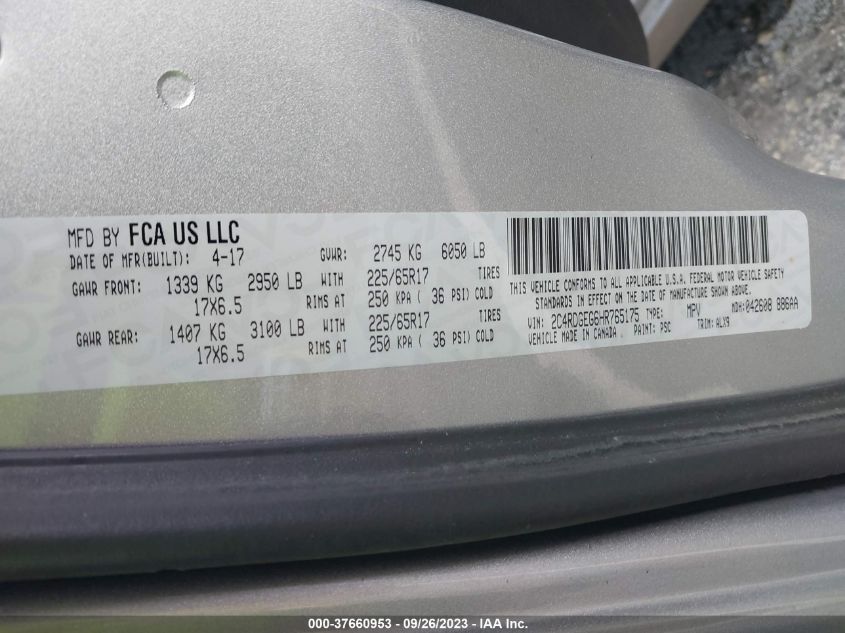 MFD BY FCA US LLC
DATE OF MFR(BUILT): 4-17 GVWR: 2745 KG 6050 LB
GAWR FRONT: 1339 KG 2950 LB WITH 225/65R17 TIRES
17X6.5 RIMS AT 250 KPA ( 36 PSI) COLD
GAWR REAR: 1407 KG 3100 LB WITH 225/65R17 TIRES
17X6.5 RIMS AT 250 KPA ( 36 PSI) COLD
THIS VEHICLE CONFORMS TO ALL APPLICABLE U.S.A. FEDERAL MOTOR VEHICLE SAFETY
STANDARDS IN EFFECT ON THE DATE OF MANUFACTURE SHOWN ABOVE.
VIN: 2C4RDGEG6HR765175 TYPE: MPV MDH: 042608 886AA
VEHICLE MADE IN CANADA. PAINT: PSC TRIM: ALX9
000-37660953 - 09/26/2023 - IAA Inc.